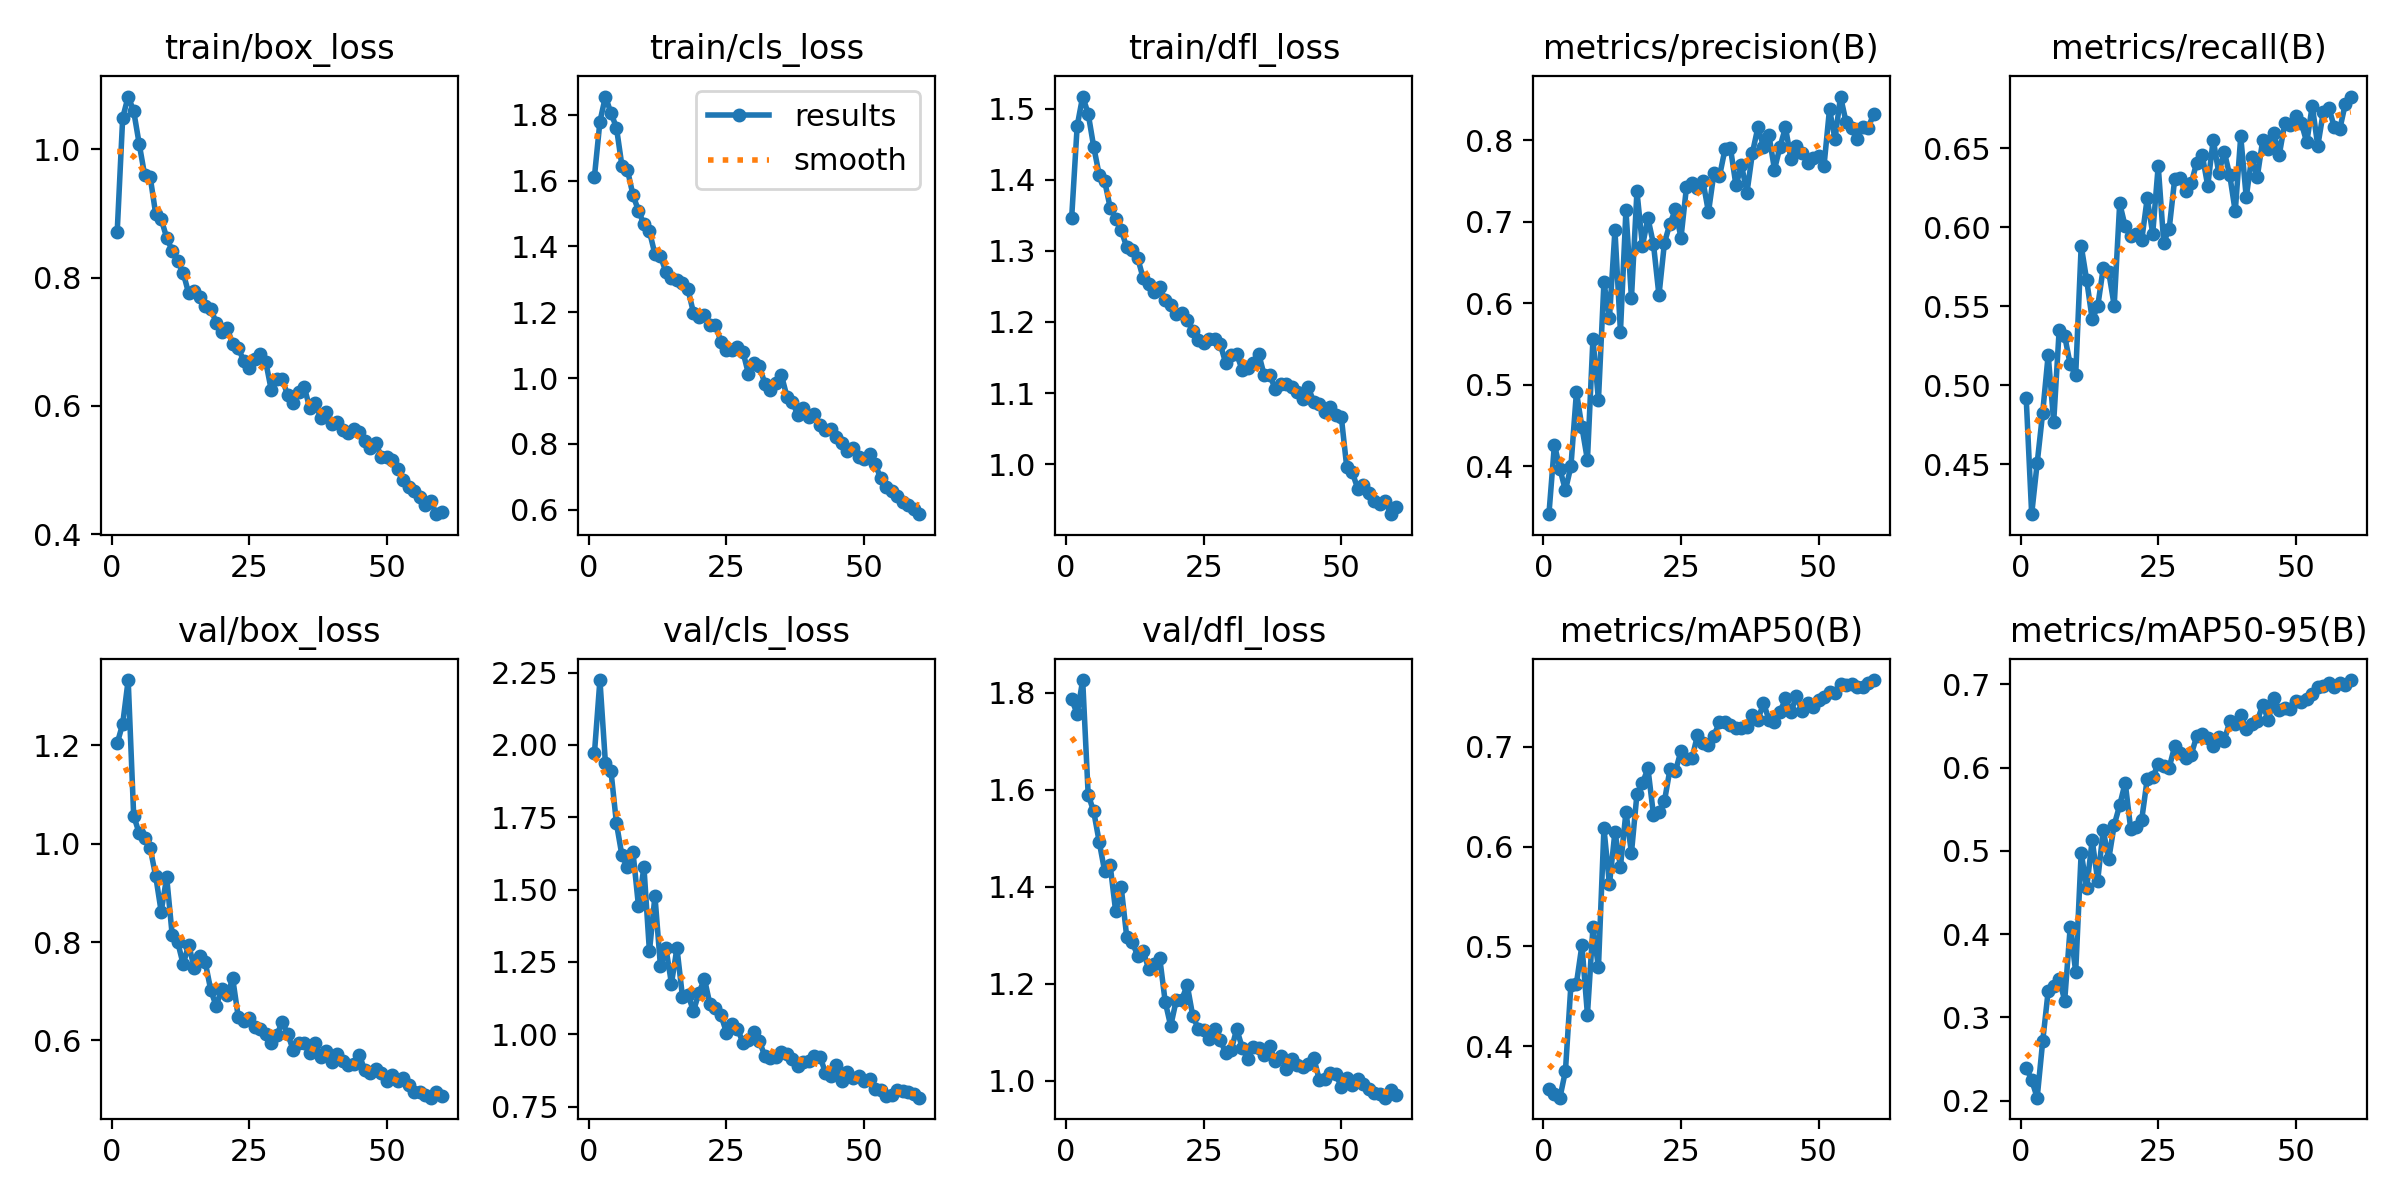 train/box_loss
train/cls_loss
train/dfl_loss
metrics/precision(B)
metrics/recall(B)
1.0
0.8
0.6
0.4
0 25 50
results
smooth
1.8
1.6
1.4
1.2
1.0
0.8
0.6
0 25 50
1.5
1.4
1.3
1.2
1.1
1.0
0 25 50
0.8
0.7
0.6
0.5
0.4
0 25 50
0.65
0.60
0.55
0.50
0.45
0 25 50
val/box_loss
val/cls_loss
val/dfl_loss
metrics/mAP50(B)
metrics/mAP50-95(B)
1.2
1.0
0.8
0.6
0 25 50
2.25
2.00
1.75
1.50
1.25
1.00
0.75
0 25 50
1.8
1.6
1.4
1.2
1.0
0 25 50
0.7
0.6
0.5
0.4
0 25 50
0.7
0.6
0.5
0.4
0.3
0.2
0 25 50